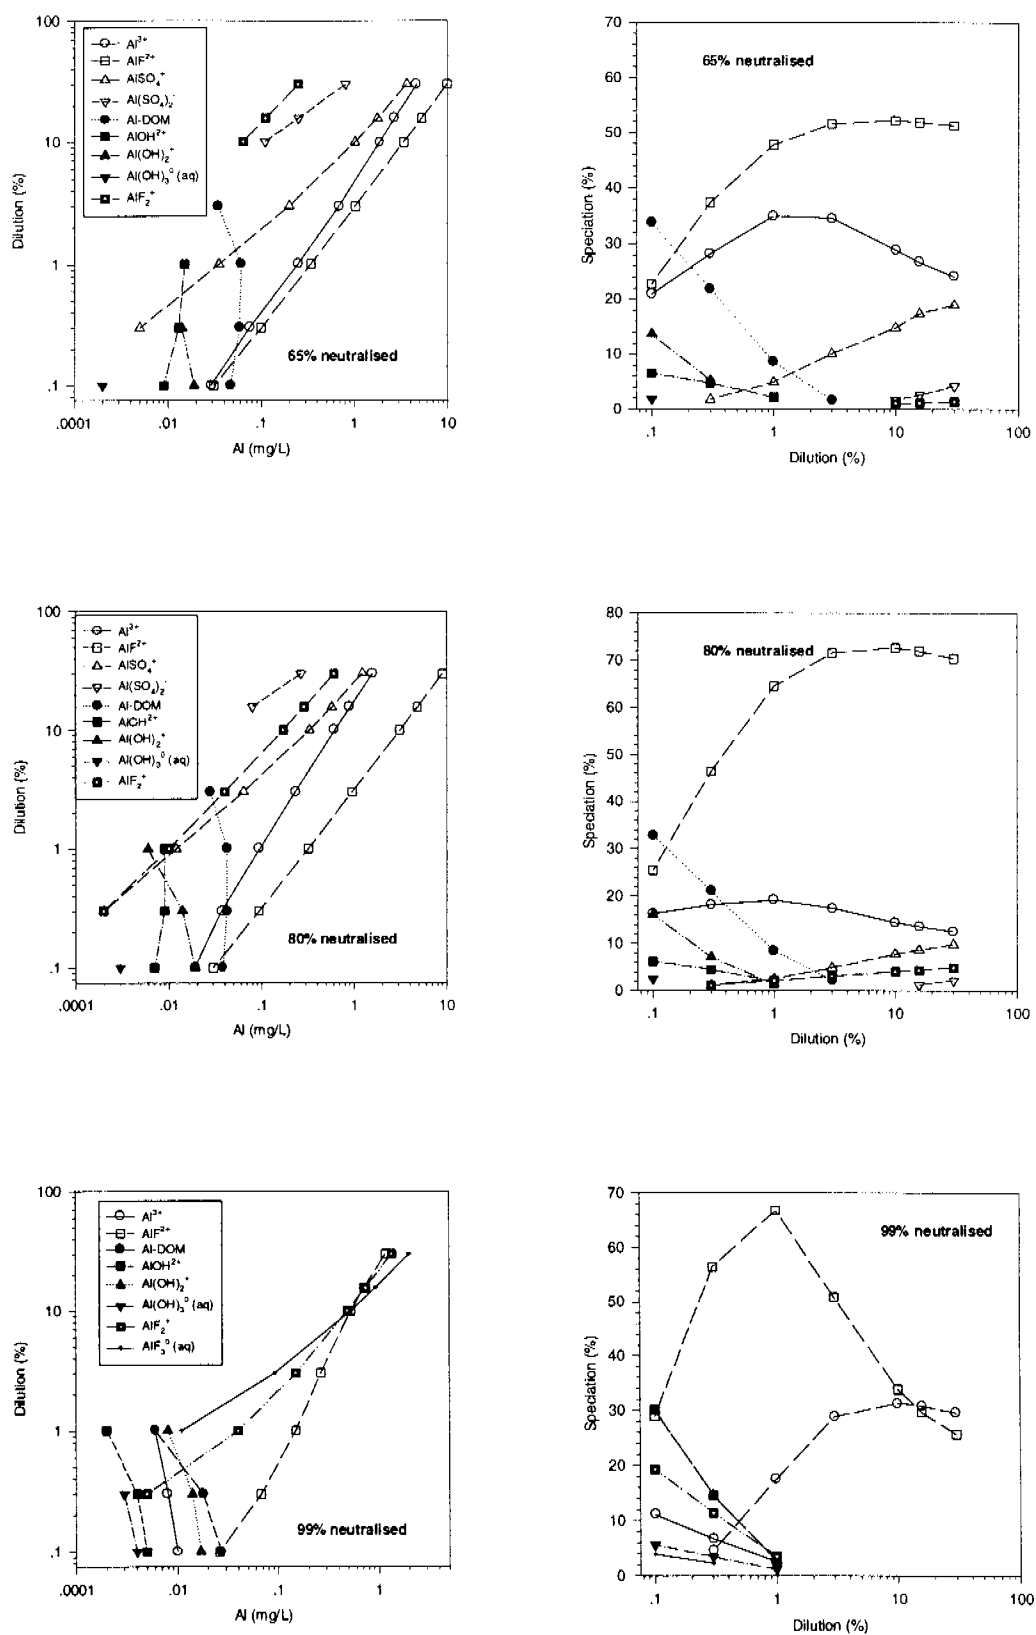 100
10
1
.1
.0001
.01
.1
1
10
Dilution (%)
Al (mg/L)
Al³⁺
AlF²⁺
AlSO₄⁺
Al(SO₄)₂⁻
Al-DOM
AlOH²⁺
Al(OH)₂⁺
Al(OH)₃⁰ (aq)
AlF₂⁺
65% neutralised
70
60
50
40
30
20
10
0
.1
1
10
100
Speciation (%)
Dilution (%)
65% neutralised
100
10
1
.1
.0001
.01
.1
1
10
Dilution (%)
Al (mg/L)
Al³⁺
AlF²⁺
AlSO₄⁺
Al(SO₄)₂⁻
Al-DOM
AlOH²⁺
Al(OH)₂⁺
Al(OH)₃⁰ (aq)
AlF₂⁺
80% neutralised
80
70
60
50
40
30
20
10
0
.1
1
10
100
Speciation (%)
Dilution (%)
80% neutralised
100
10
1
.1
.0001
.01
.1
1
Dilution (%)
Al (mg/L)
Al³⁺
AlF²⁺
Al-DOM
AlOH²⁺
Al(OH)₂⁺
Al(OH)₃⁰ (aq)
AlF₂⁺
AlF₃⁰ (aq)
99% neutralised
70
60
50
40
30
20
10
0
.1
1
10
100
Speciation (%)
Dilution (%)
99% neutralised